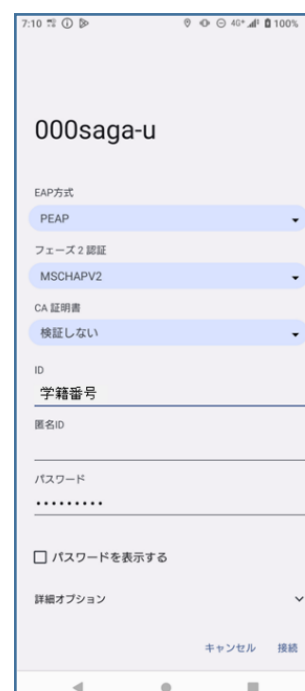 7:10 4G+ 100%
000saga-u
EAP方式
PEAP
フェーズ 2 認証
MSCHAPV2
CA 証明書
検証しない
ID
学籍番号
匿名ID
パスワード
•••••••••
パスワードを表示する
詳細オプション
キャンセル 接続